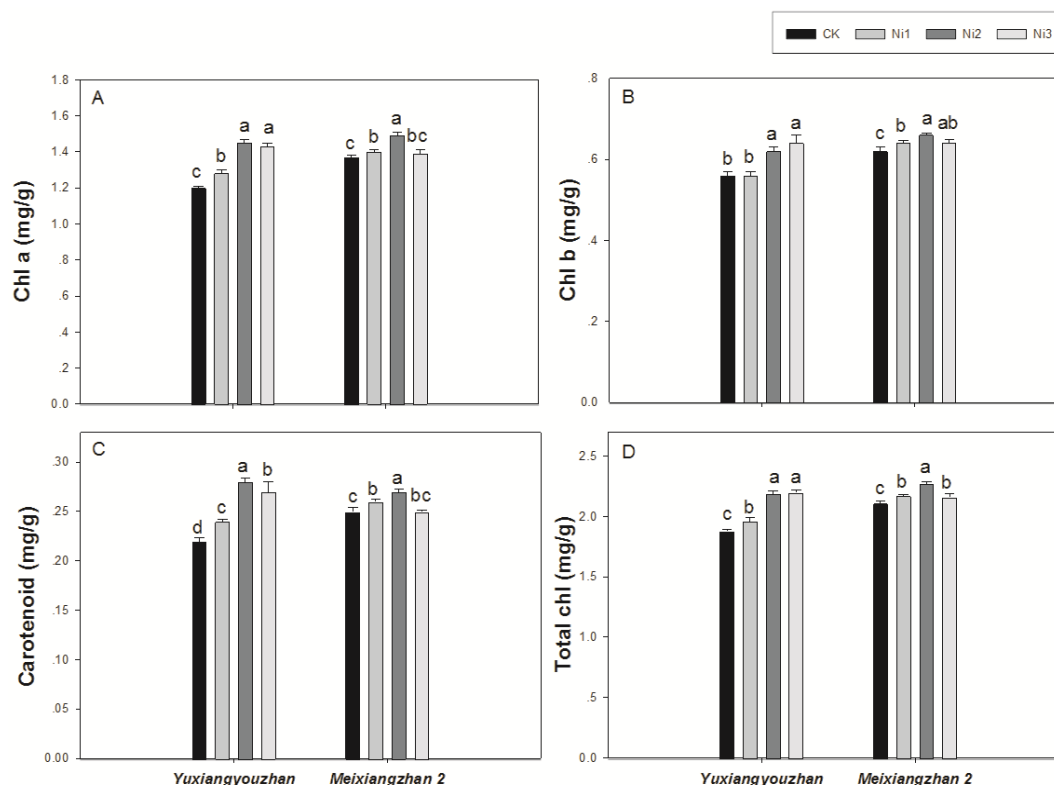 CK Ni1 Ni2 Ni3
A
Chl a (mg/g)
1.8
1.6
1.4
1.2
1.0
.8
.6
.4
.2
0.0
c b a a
c b a bc
B
Chl b (mg/g)
.8
.6
.4
.2
0.0
b b a a
c b a ab
C
Carotenoid (mg/g)
.30
.25
.20
.15
.10
.05
0.00
d c a b
c b a bc
Yuxiangyouzhan Meixiangzhan 2
D
Total chl (mg/g)
2.5
2.0
1.5
1.0
.5
0.0
c b a a
c b a b
Yuxiangyouzhan Meixiangzhan 2